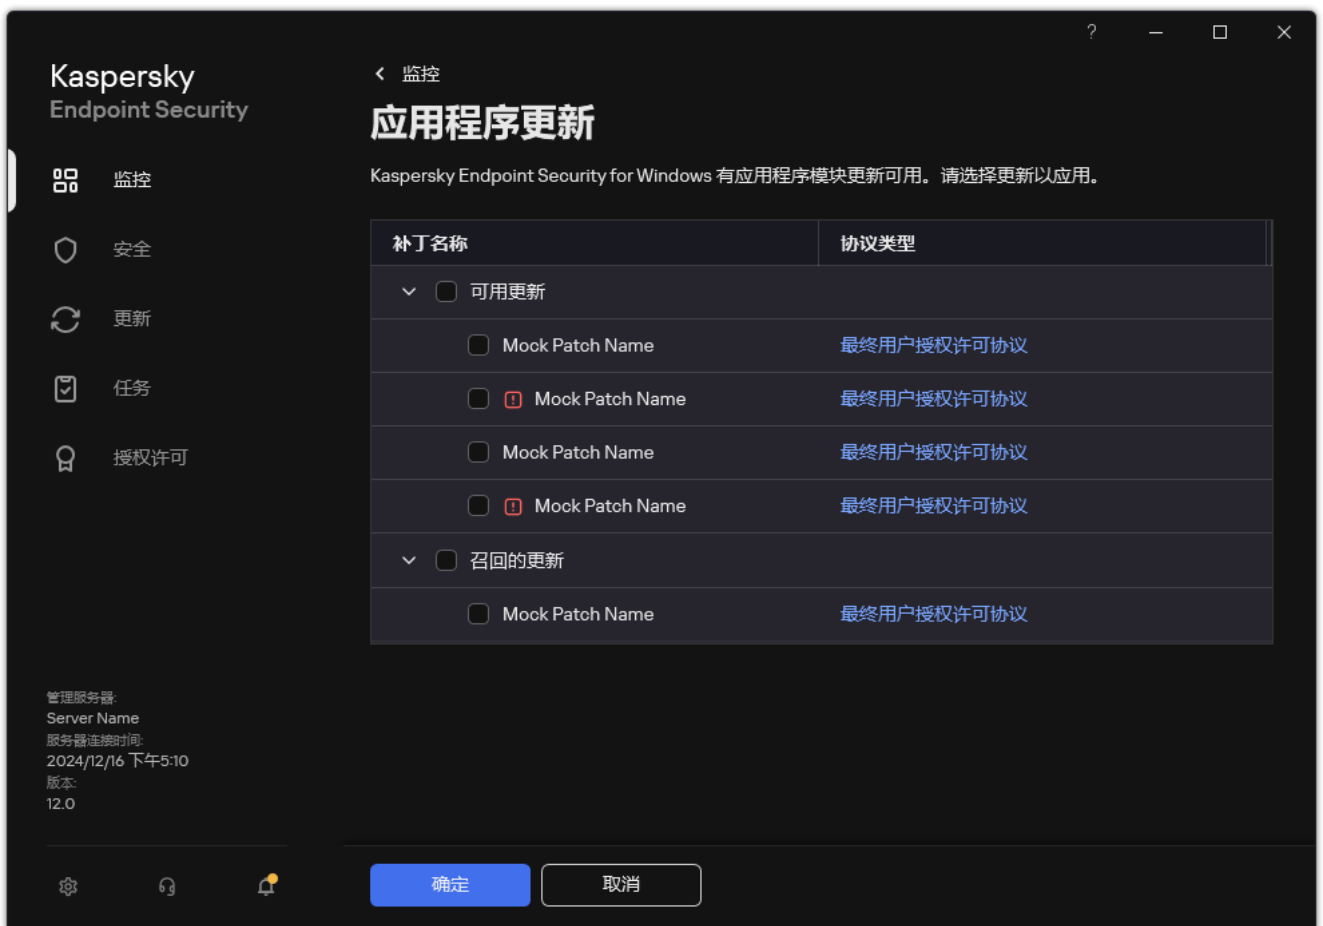 ?
Kaspersky
Endpoint Security
监控
安全
更新
任务
授权许可
管理服务器:
Server Name
服务器连接时间:
2024/12/16 下午5:10
版本:
12.0
监控
应用程序更新
Kaspersky Endpoint Security for Windows 有应用程序模块更新可用。请选择更新以应用。
补丁名称 协议类型
可用更新
Mock Patch Name 最终用户授权许可协议
Mock Patch Name 最终用户授权许可协议
Mock Patch Name 最终用户授权许可协议
Mock Patch Name 最终用户授权许可协议
召回的更新
Mock Patch Name 最终用户授权许可协议
确定 取消